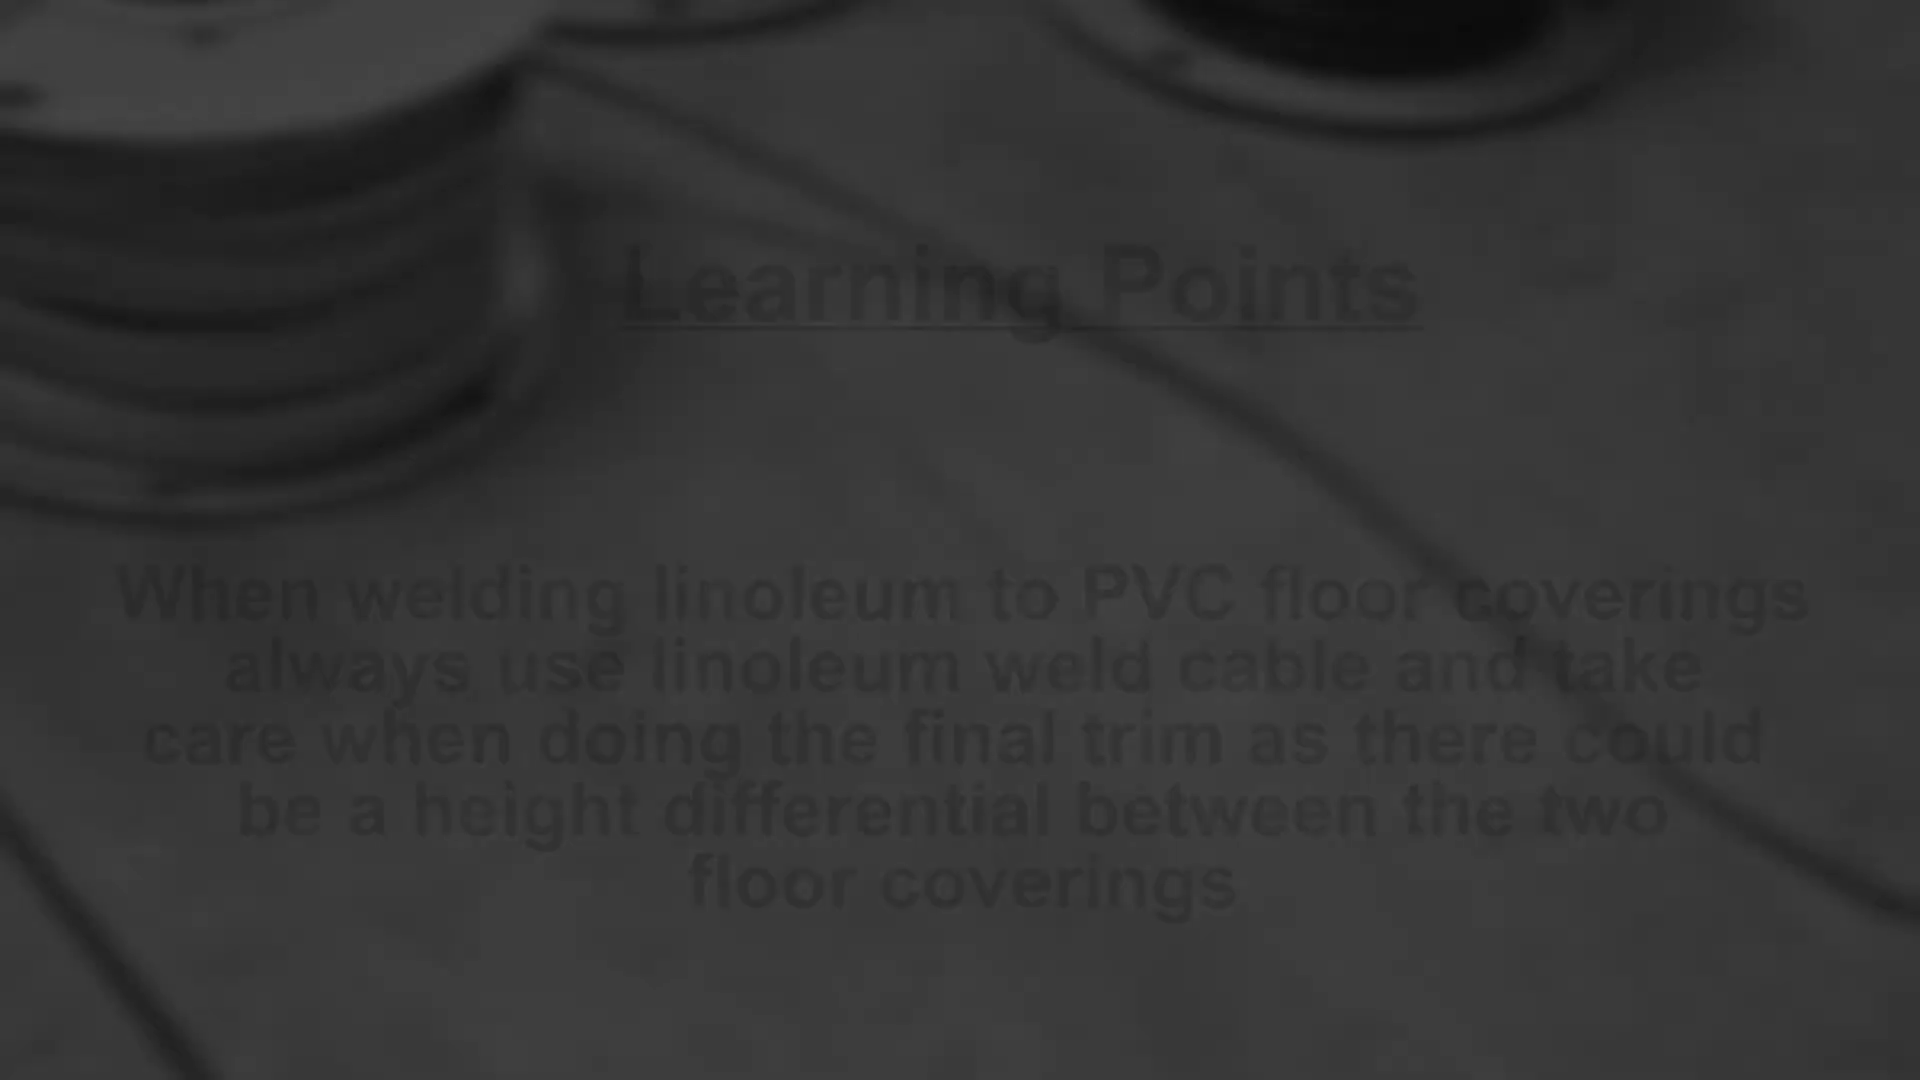 Learning Points
When welding linoleum to PVC floor coverings
always use linoleum weld cable and take
care when doing the final trim as there could
be a height differential between the two
floor coverings